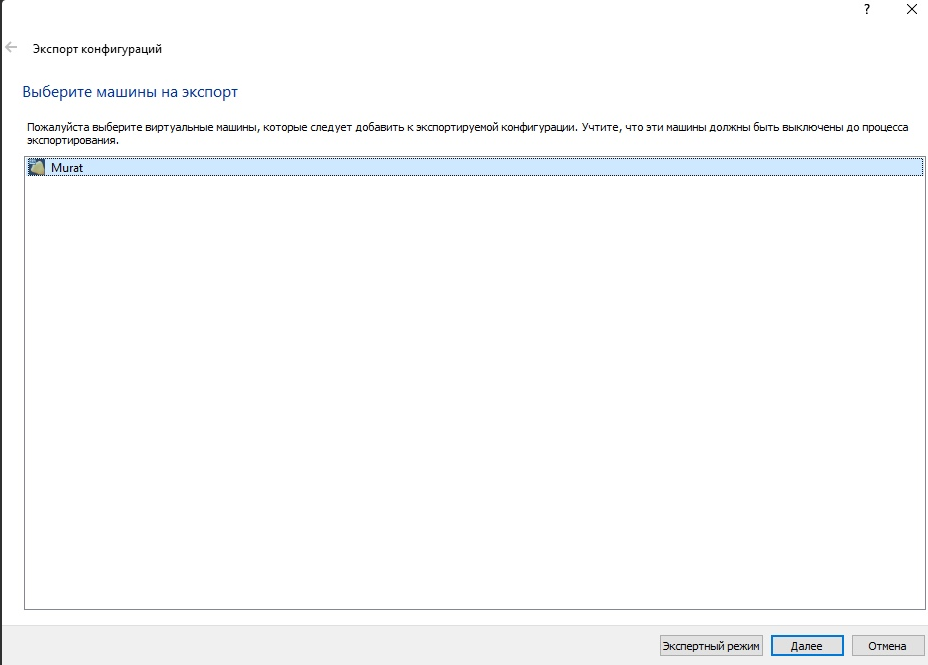 ?
Экспорт конфигураций
Выберите машины на экспорт
Пожалуйста выберите виртуальные машины, которые следует добавить к экспортируемой конфигурации. Учтите, что эти машины должны быть выключены до процесса
экспортирования.
Murat
Экспертный режим Далее Отмена